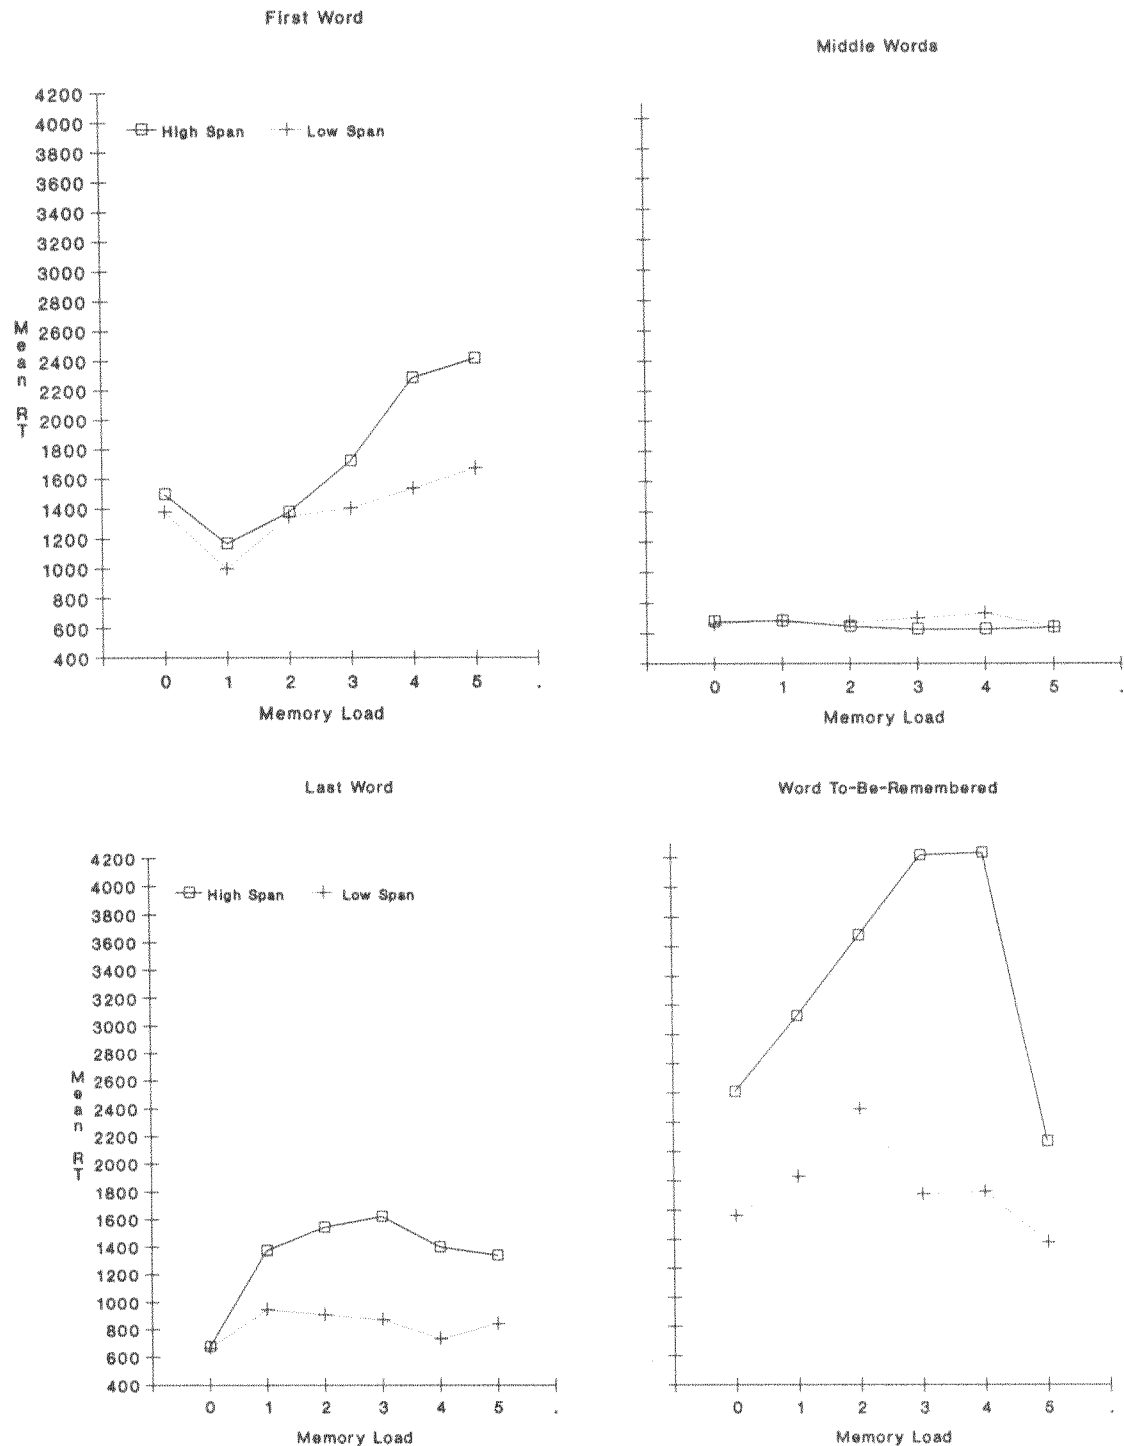 First Word
4200
4000
3800
3600
3400
3200
3000
2800
2600
2400
2200
2000
1800
1600
1400
1200
1000
800
600
400
Mean RT
High Span Low Span
0 1 2 3 4 5 .
Memory Load
Middle Words
0 1 2 3 4 5 .
Memory Load
Last Word
4200
4000
3800
3600
3400
3200
3000
2800
2600
2400
2200
2000
1800
1600
1400
1200
1000
800
600
400
Mean RT
High Span Low Span
0 1 2 3 4 5 .
Memory Load
Word To-Be-Remembered
0 1 2 3 4 5 .
Memory Load